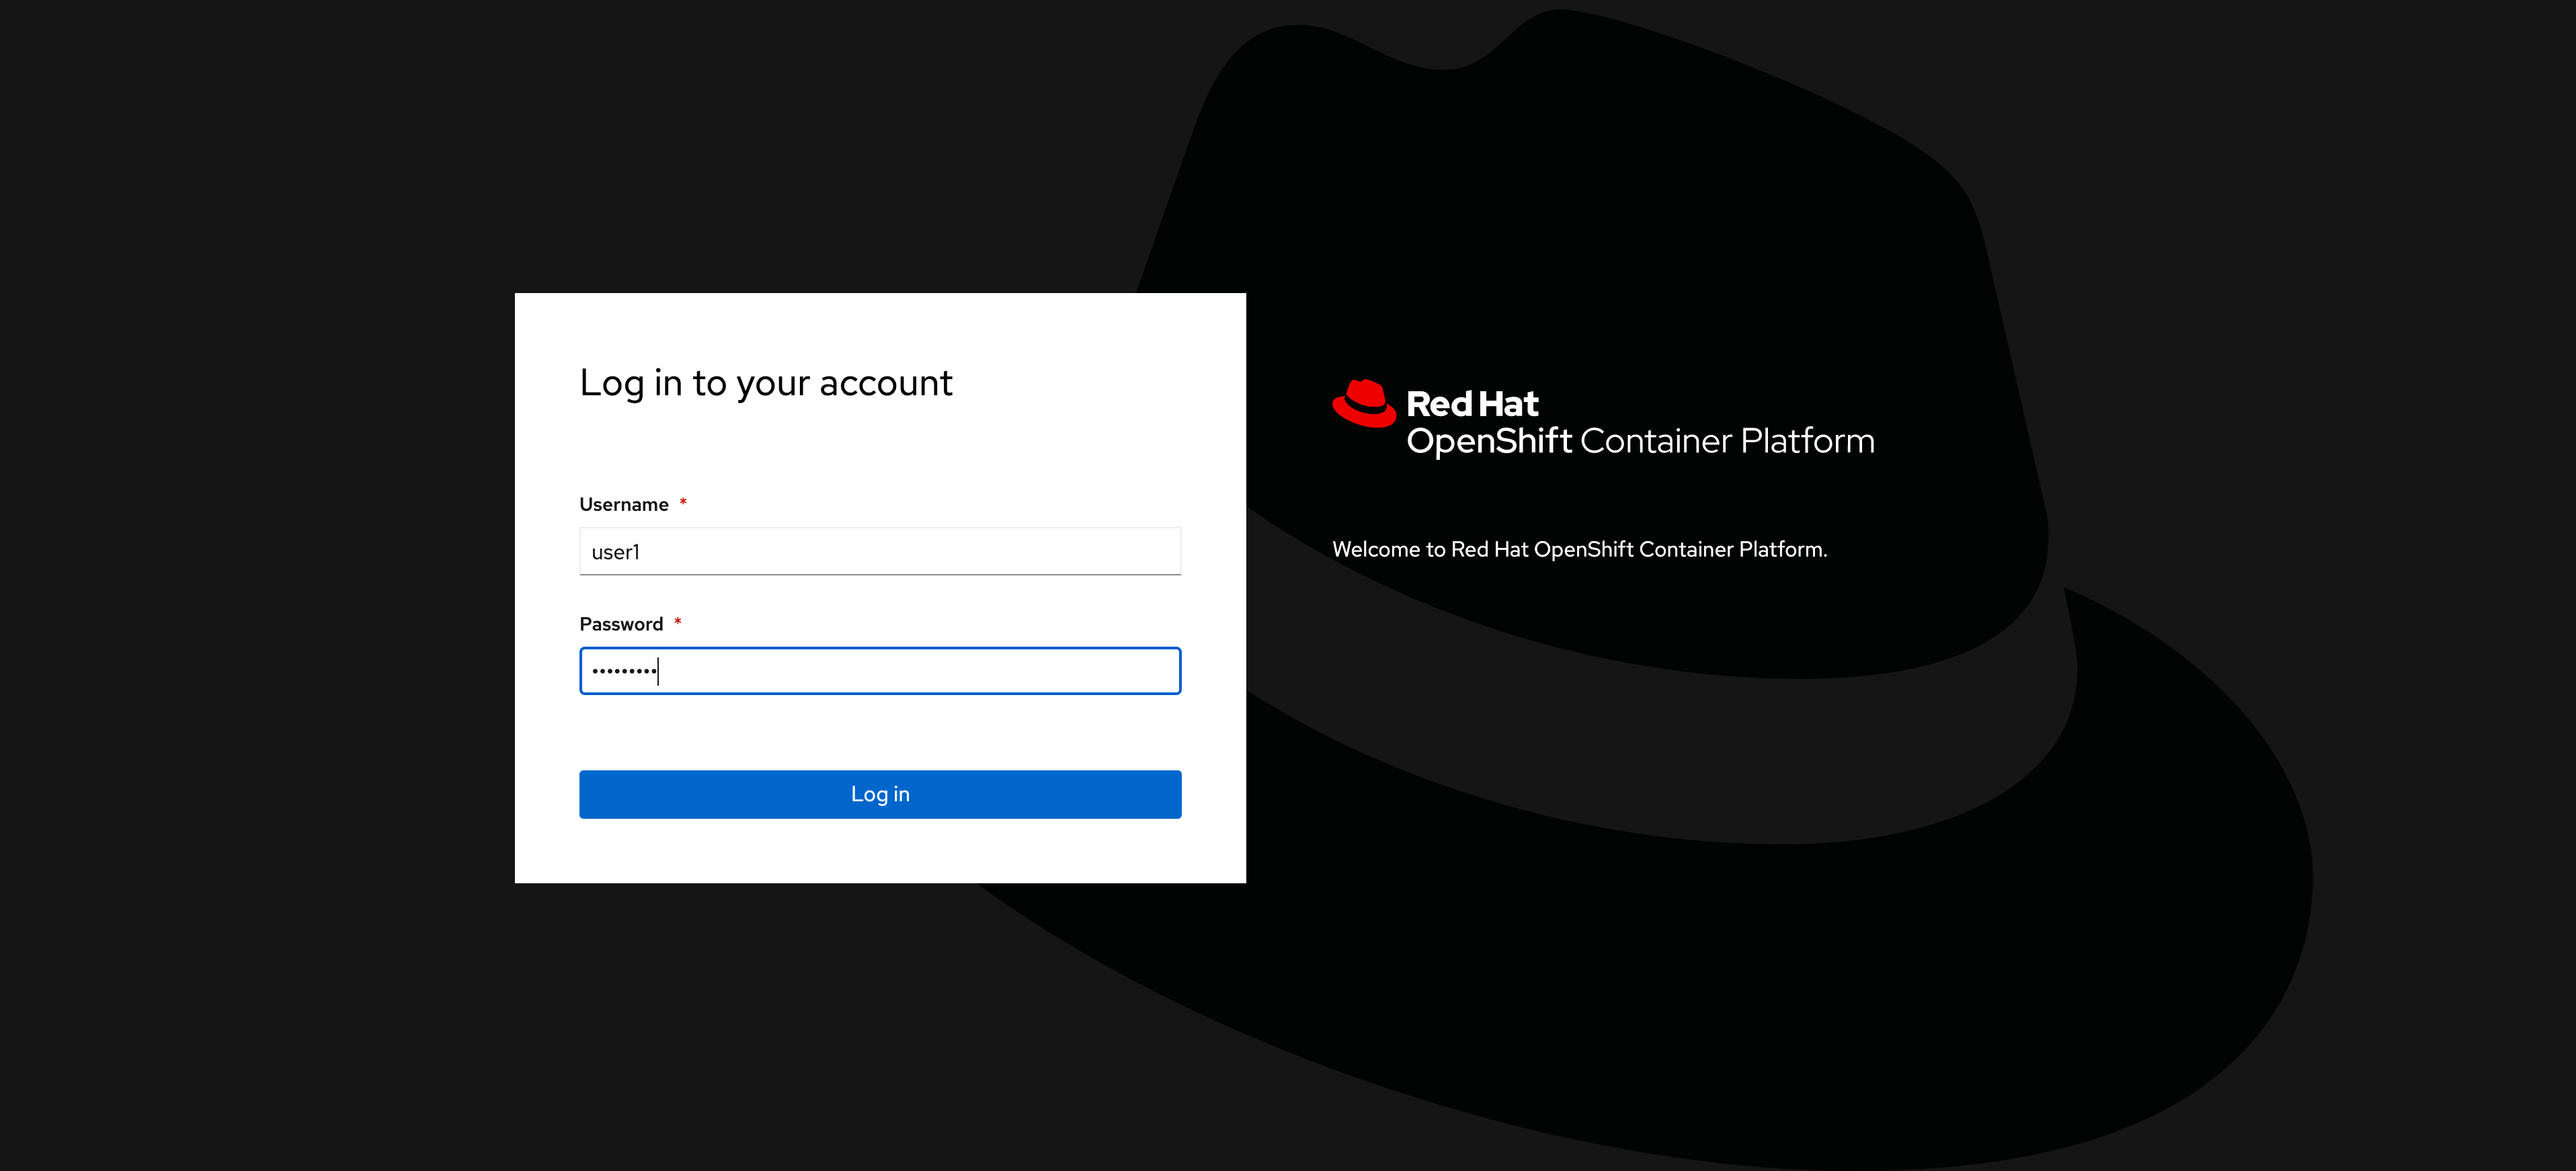 Log in to your account
Username *
user1
Password *
•••••••••
Log in
Red Hat
OpenShift Container Platform
Welcome to Red Hat OpenShift Container Platform.